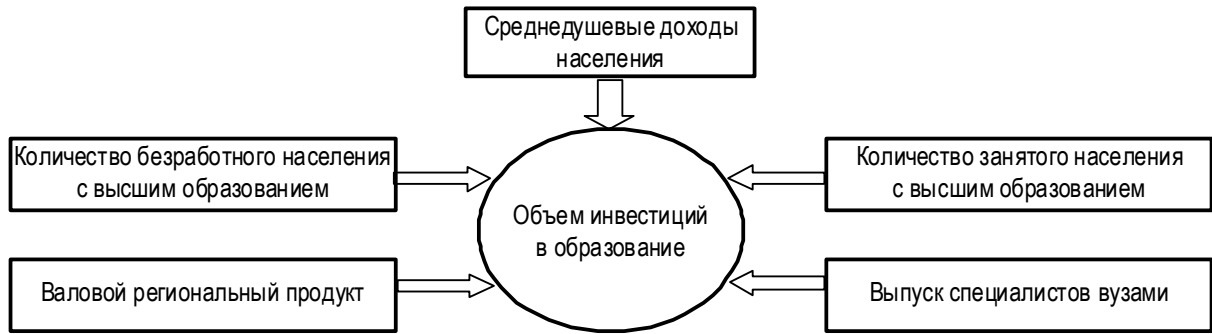 Среднедушевые доходы
населения
Количество безработного населения
с высшим образованием
Количество занятого населения
с высшим образованием
Объем инвестиций
в образование
Валовой региональный продукт
Выпуск специалистов вузами